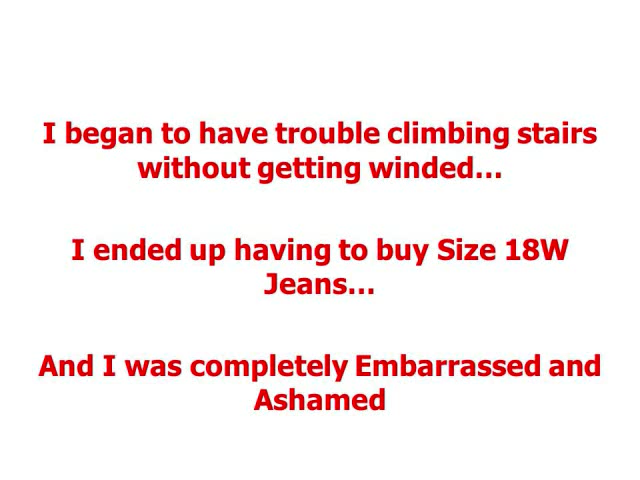 I began to have trouble climbing stairs
without getting winded…
I ended up having to buy Size 18W
Jeans…
And I was completely Embarrassed and
Ashamed